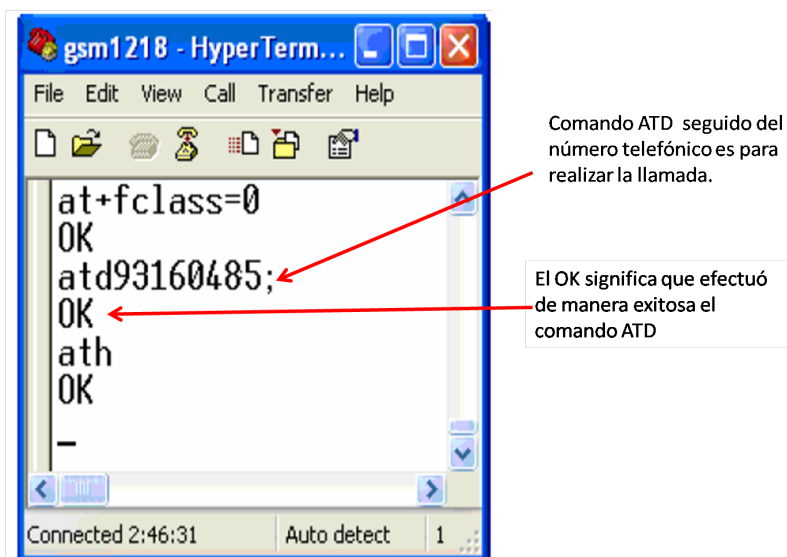 gsm1218 - HyperTerm...
File Edit View Call Transfer Help
at+fclass=0
OK
atd93160485;
OK
ath
OK
_
Connected 2:46:31 Auto detect 1
Comando ATD seguido del
número telefónico es para
realizar la llamada.
El OK significa que efectuó
de manera exitosa el
comando ATD